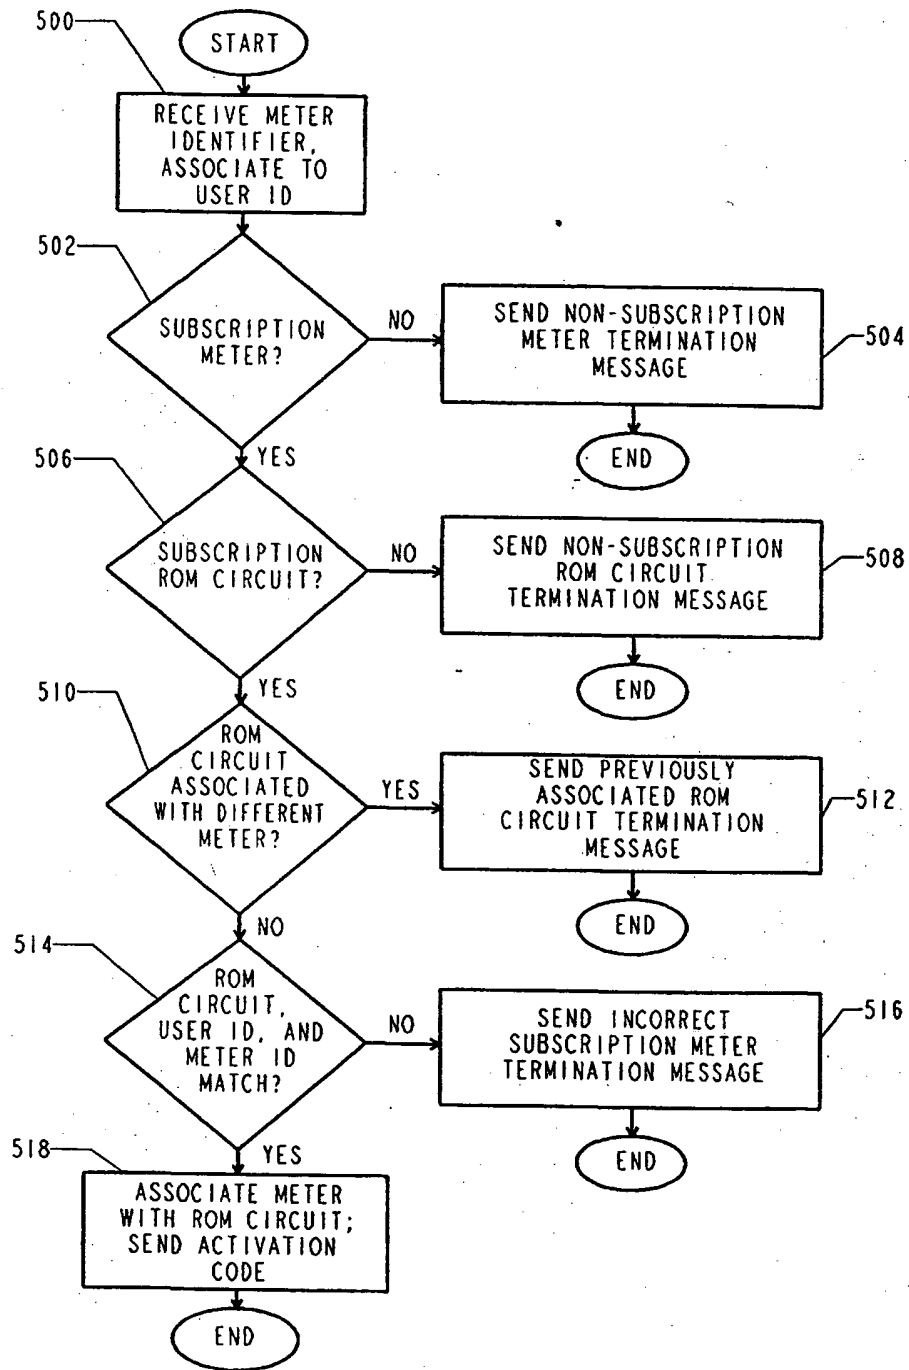 500
START
RECEIVE METER
IDENTIFIER,
ASSOCIATE TO
USER ID
502
SUBSCRIPTION
METER?
NO
SEND NON-SUBSCRIPTION
METER TERMINATION
MESSAGE
504
END
YES
506
SUBSCRIPTION
ROM CIRCUIT?
NO
SEND NON-SUBSCRIPTION
ROM CIRCUIT
TERMINATION MESSAGE
508
END
YES
510
ROM
CIRCUIT
ASSOCIATED
WITH DIFFERENT
METER?
YES
SEND PREVIOUSLY
ASSOCIATED ROM
CIRCUIT TERMINATION
MESSAGE
512
END
NO
514
ROM
CIRCUIT,
USER ID, AND
METER ID
MATCH?
NO
SEND INCORRECT
SUBSCRIPTION METER
TERMINATION MESSAGE
516
END
YES
518
ASSOCIATE METER
WITH ROM CIRCUIT;
SEND ACTIVATION
CODE
END